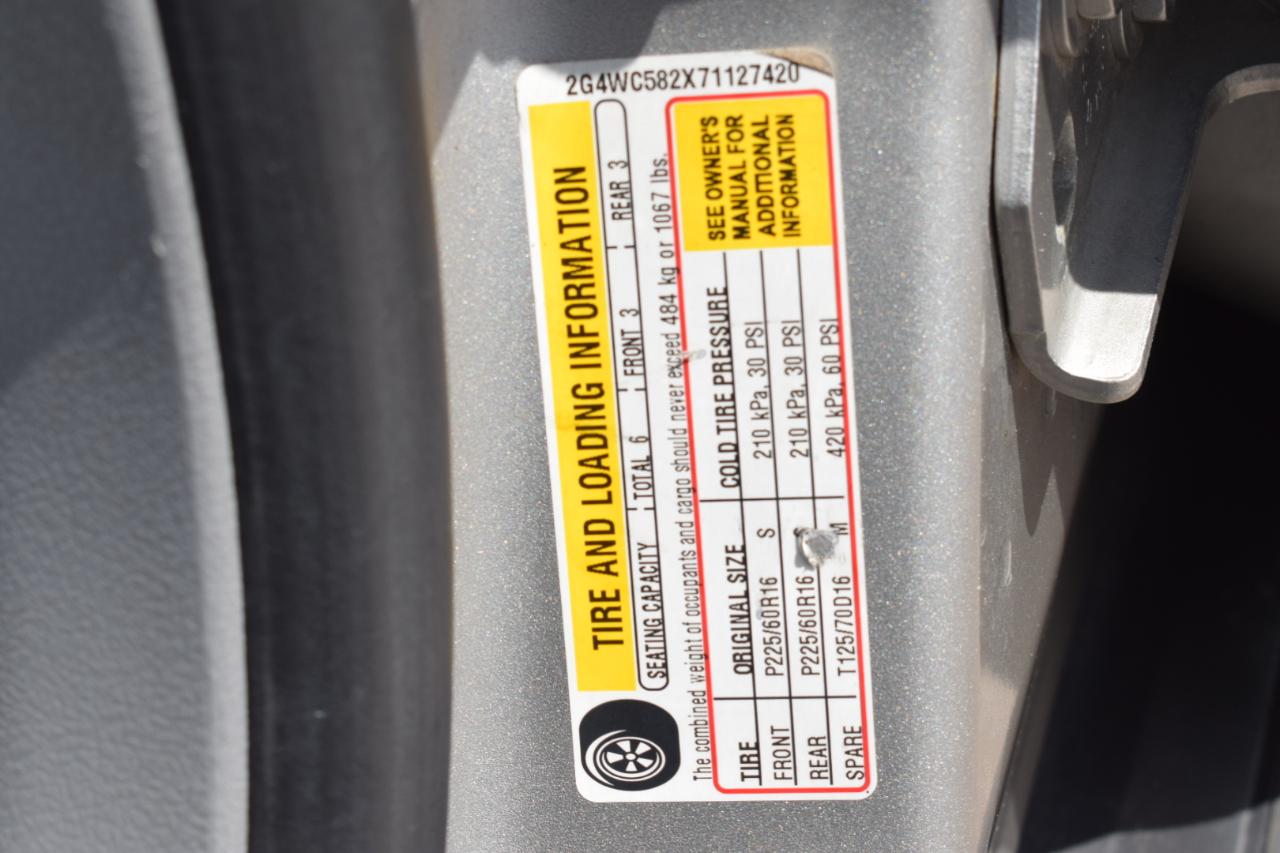 2G4WC582X71127420
TIRE AND LOADING INFORMATION
SEATING CAPACITY TOTAL 6 FRONT 3 REAR 3
The combined weight of occupants and cargo should never exceed 484 kg or 1067 lbs.
TIRE ORIGINAL SIZE COLD TIRE PRESSURE
FRONT P225/60R16 S 210 kPa, 30 PSI
REAR P225/60R16 210 kPa, 30 PSI
SPARE T125/70D16 M 420 kPa, 60 PSI
SEE OWNER'S
MANUAL FOR
ADDITIONAL
INFORMATION